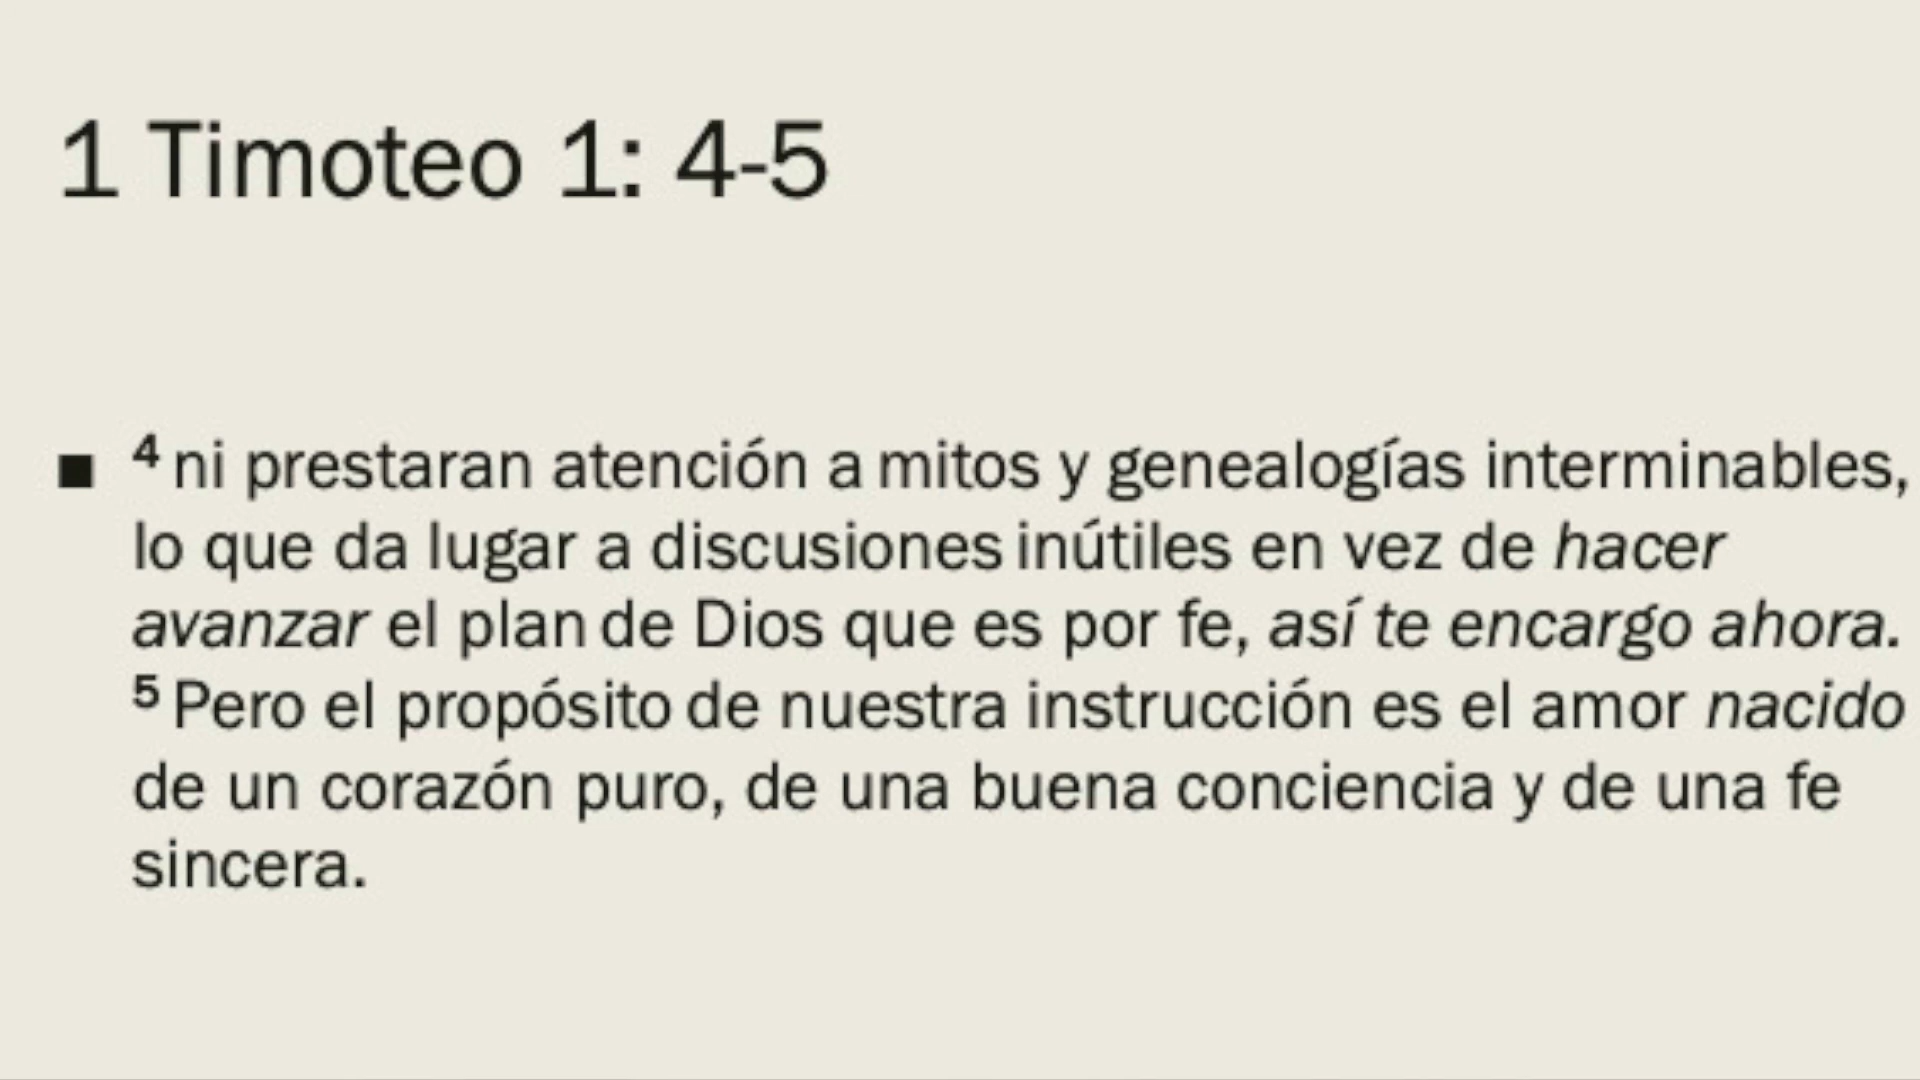 1 Timoteo 1: 4-5
■ ⁴ ni prestaran atención a mitos y genealogías interminables,
lo que da lugar a discusiones inútiles en vez de hacer
avanzar el plan de Dios que es por fe, así te encargo ahora.
⁵ Pero el propósito de nuestra instrucción es el amor nacido
de un corazón puro, de una buena conciencia y de una fe
sincera.